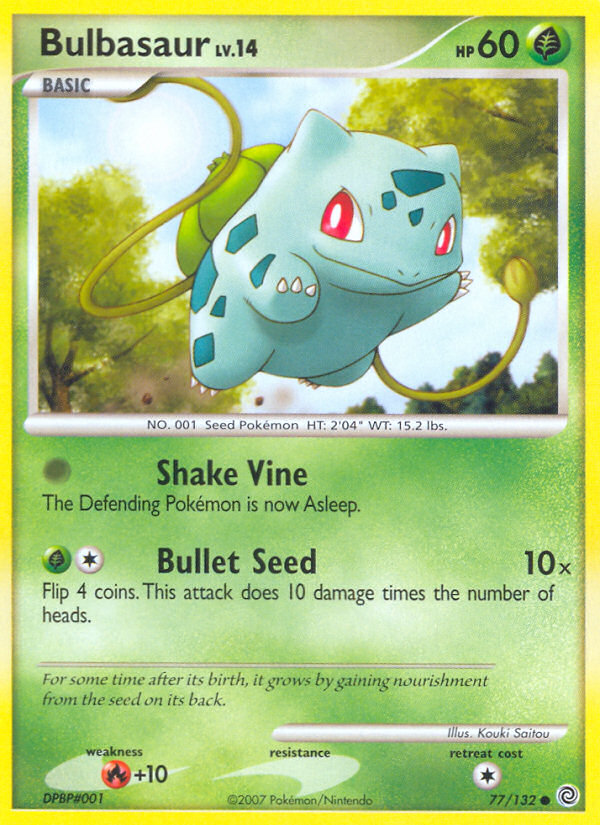 Bulbasaur LV.14
HP 60
BASIC
NO. 001 Seed Pokémon HT: 2'04" WT: 15.2 lbs.
Shake Vine
The Defending Pokémon is now Asleep.
Bullet Seed 10x
Flip 4 coins. This attack does 10 damage times the number of
heads.
For some time after its birth, it grows by gaining nourishment
from the seed on its back.
Illus. Kouki Saitou
weakness resistance retreat cost
+10
DPBP#001 ©2007 Pokémon/Nintendo 77/132